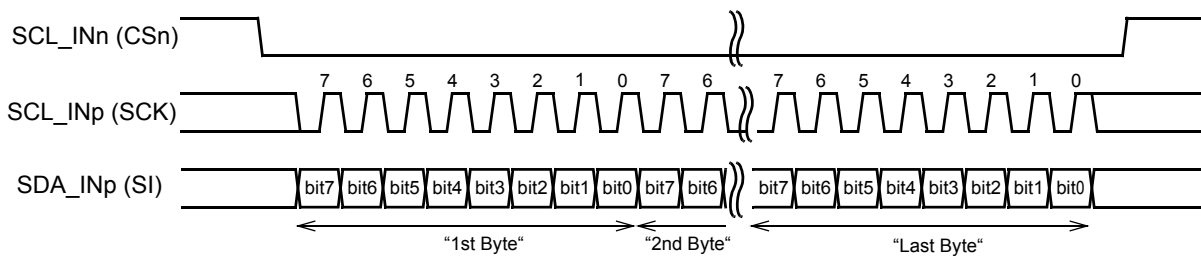 SCL_INn (CSn)
7 6 5 4 3 2 1 0 7 6 7 6 5 4 3 2 1 0
SCL_INp (SCK)
SDA_INp (SI) bit7 bit6 bit5 bit4 bit3 bit2 bit1 bit0 bit7 bit6 bit7 bit6 bit5 bit4 bit3 bit2 bit1 bit0
“1st Byte“ “2nd Byte“ “Last Byte“